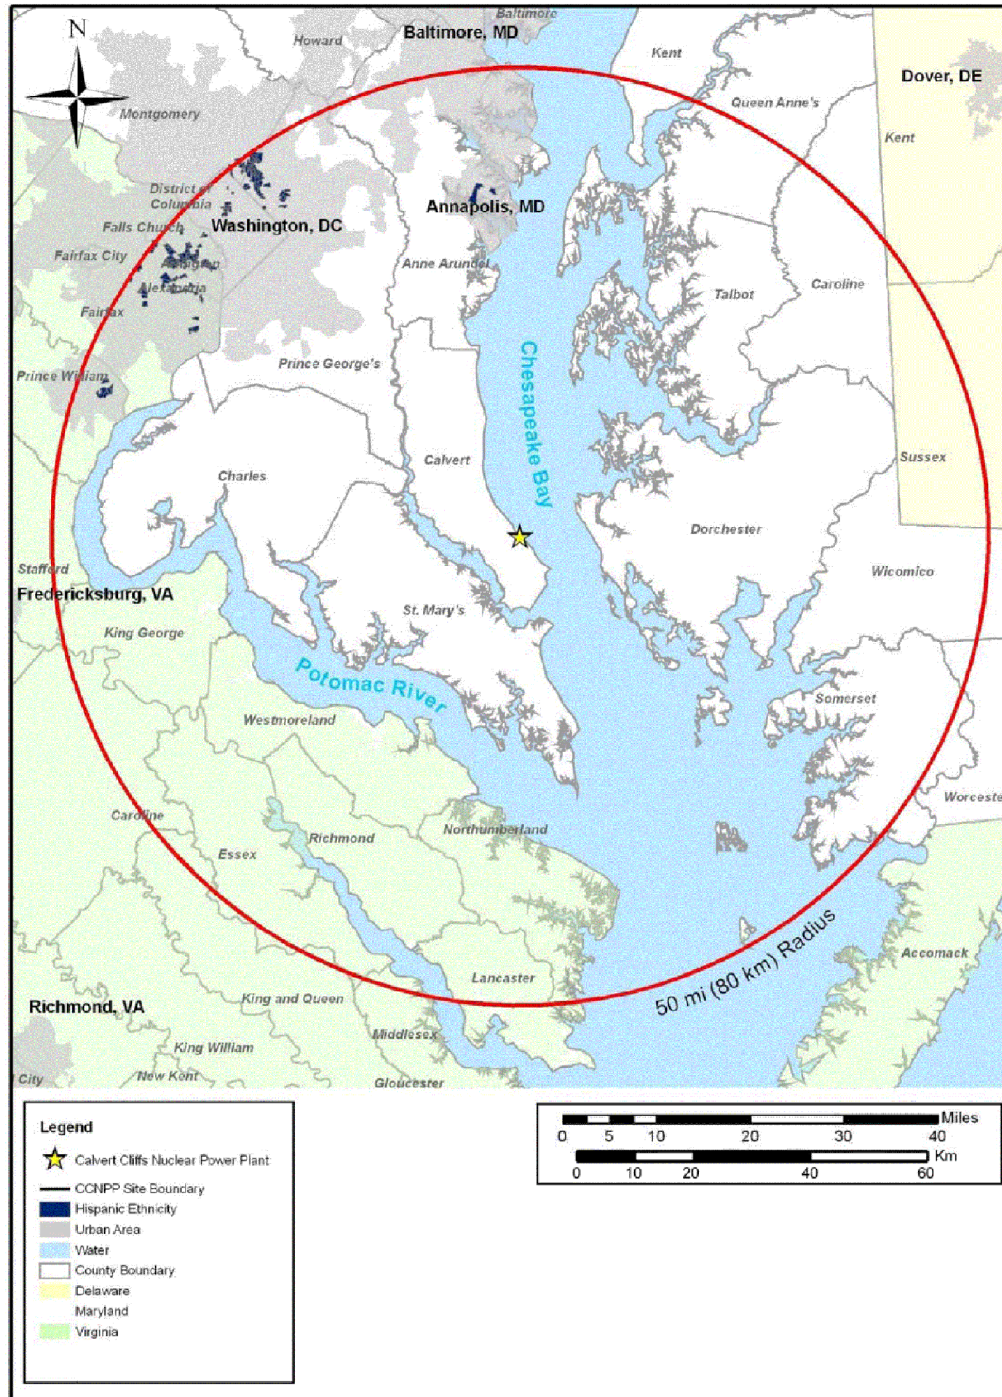 N
Baltimore
Baltimore, MD
Howard
Kent
Dover, DE
Queen Anne's
Montgomery
Kent
District of
Columbia
Annapolis, MD
Falls Church
Washington, DC
Fairfax City
Anne Arundel
Alexandria
Talbot
Caroline
Fairfax
Prince George's
Prince William
Chesapeake Bay
Calvert
Sussex
Charles
Dorchester
Stafford
Wicomico
Fredericksburg, VA
St. Mary's
King George
Potomac River
Somerset
Westmoreland
Worceste
Caroline
Northumberland
Richmond
Essex
50 mi (80 km) Radius
Accomack
Lancaster
King and Queen
Richmond, VA
Middlesex
King William
New Kent
City
Gloucester
Legend
Calvert Cliffs Nuclear Power Plant
CCNPP Site Boundary
Hispanic Ethnicity
Urban Area
Water
County Boundary
Delaware
Maryland
Virginia
Miles
0 5 10 20 30 40
Km
0 10 20 40 60